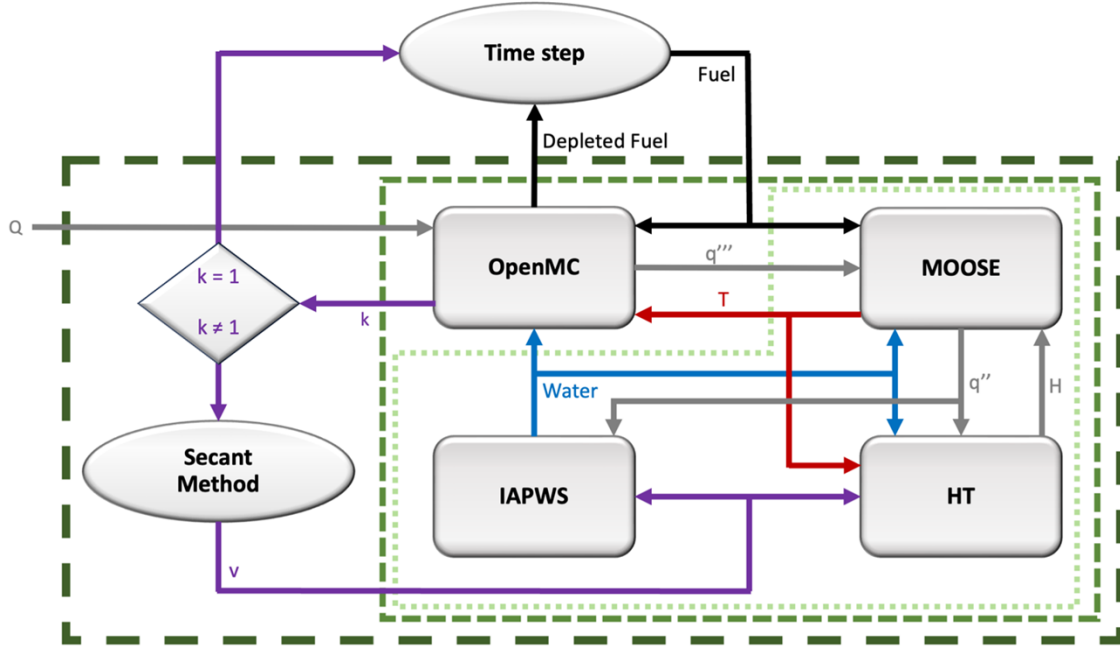 Time step
Fuel
Depleted Fuel
Q
k = 1
OpenMC
q’’’
MOOSE
T
k
k ≠ 1
Water
q’’
H
Secant
Method
IAPWS
HT
v